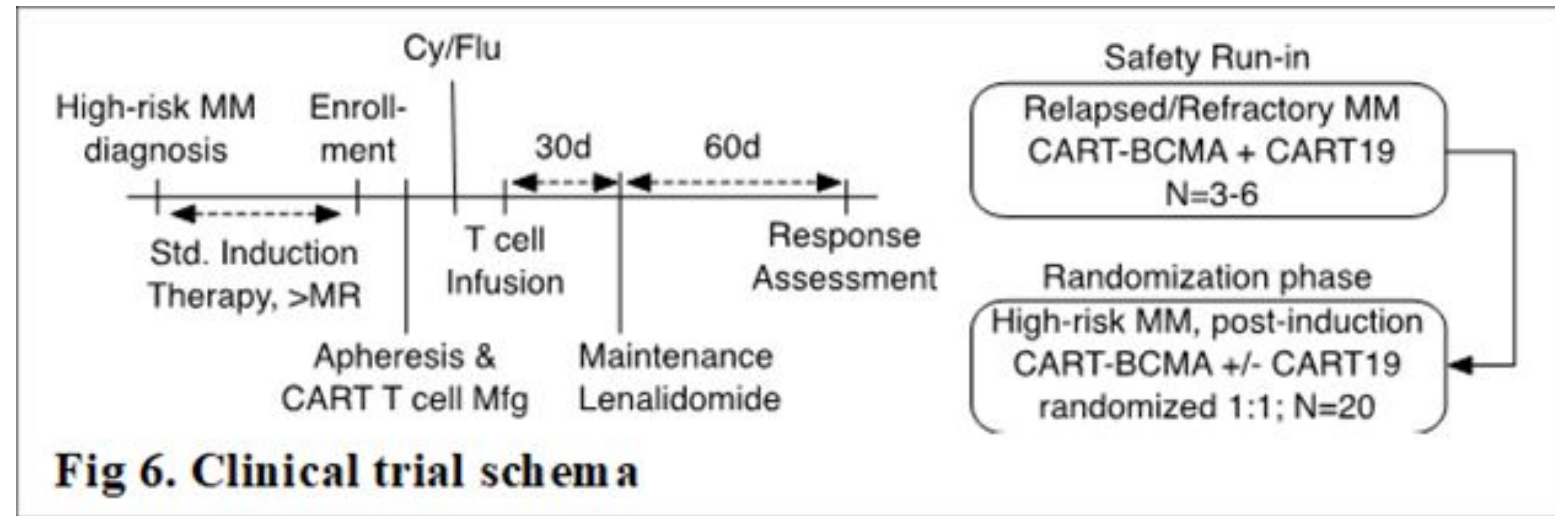 Cy/Flu
High-risk MM
diagnosis
Enroll-
ment
30d
60d
Std. Induction
Therapy, >MR
T cell
Infusion
Response
Assessment
Apheresis &
CART T cell Mfg
Maintenance
Lenalidomide
Safety Run-in
Relapsed/Refractory MM
CART-BCMA + CART19
N=3-6
Randomization phase
High-risk MM, post-induction
CART-BCMA +/- CART19
randomized 1:1; N=20
Fig 6. Clinical trial schema